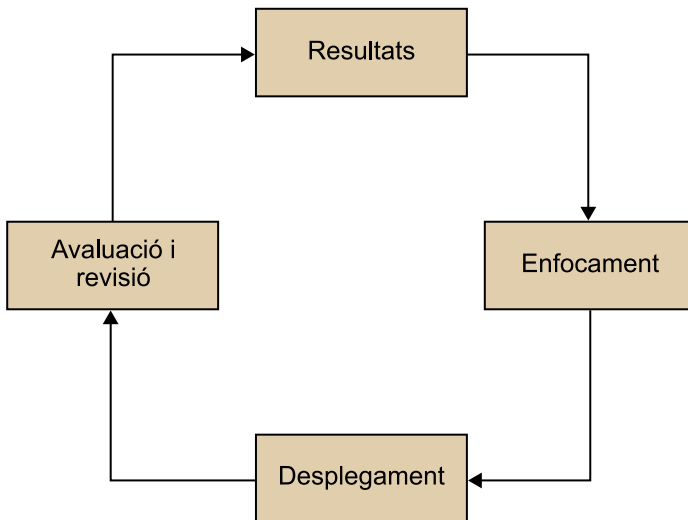 Resultats
Avaluació i
revisió
Enfocament
Desplegament